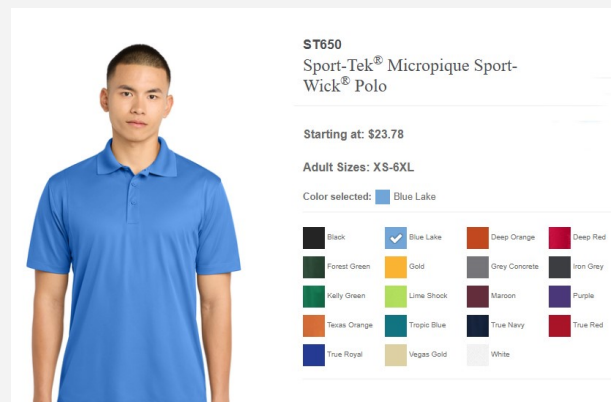 ST650
Sport-Tek® Micropique Sport-
Wick® Polo
Starting at: $23.78
Adult Sizes: XS-6XL
Color selected: Blue Lake
Black Blue Lake Deep Orange Deep Red
Forest Green Gold Grey Concrete Iron Grey
Kelly Green Lime Shock Maroon Purple
Texas Orange Tropic Blue True Navy True Red
True Royal Vegas Gold White